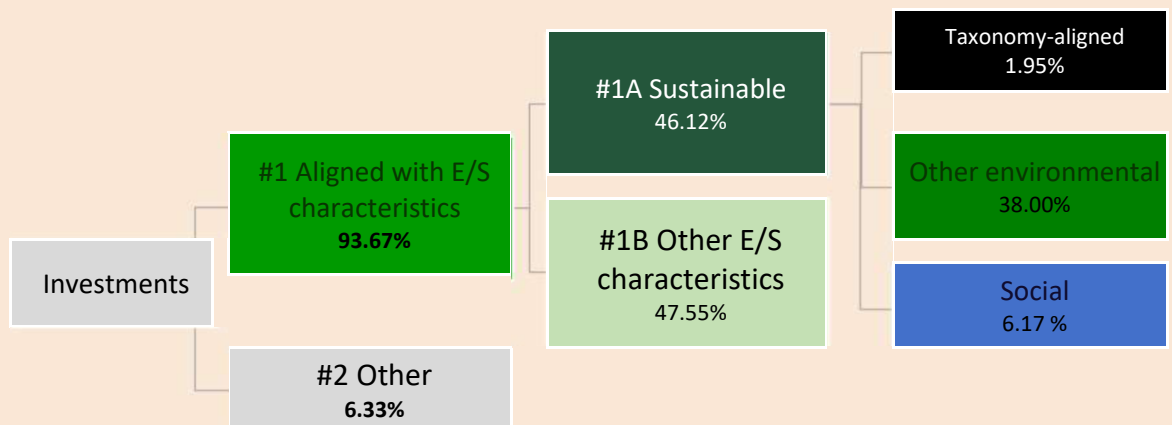 Investments
#1 Aligned with E/S
characteristics
93.67%
#2 Other
6.33%
#1A Sustainable
46.12%
#1B Other E/S
characteristics
47.55%
Taxonomy-aligned
1.95%
Other environmental
38.00%
Social
6.17 %